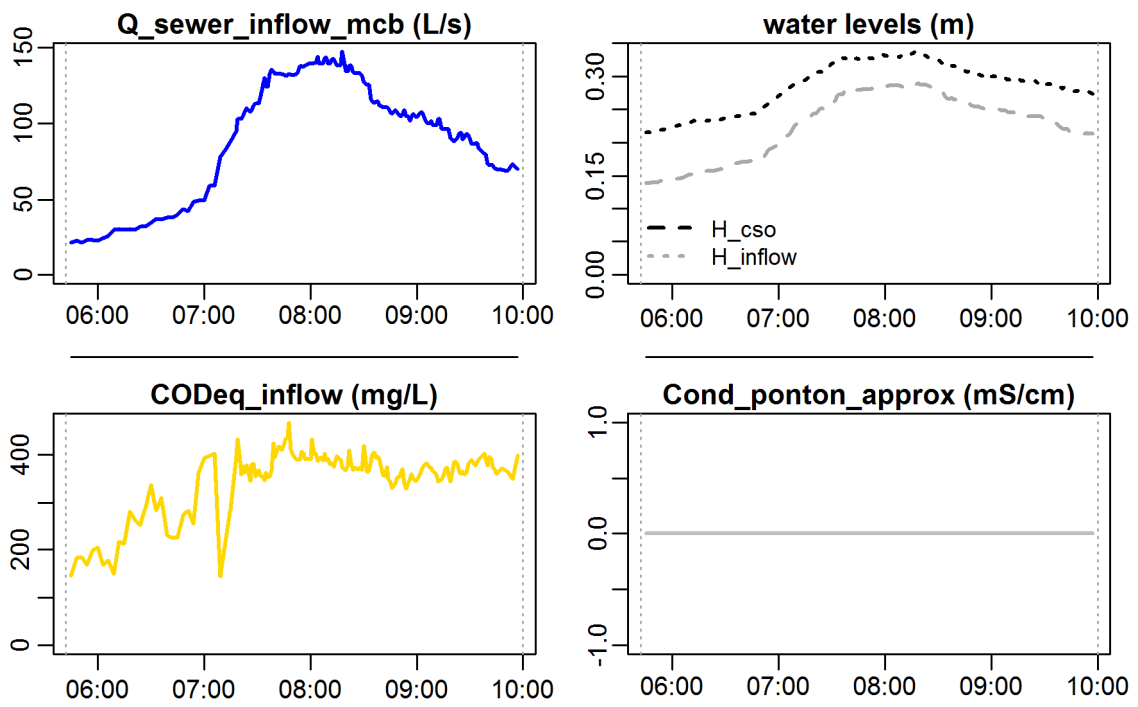 Q_sewer_inflow_mcb (L/s)
150
100
50
0
06:00 07:00 08:00 09:00 10:00
water levels (m)
0.30
0.15
0.00
H_cso
H_inflow
06:00 07:00 08:00 09:00 10:00
CODeq_inflow (mg/L)
400
200
0
06:00 07:00 08:00 09:00 10:00
Cond_ponton_approx (mS/cm)
1.0
0.0
-1.0
06:00 07:00 08:00 09:00 10:00